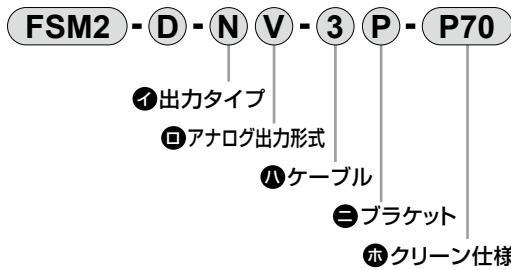 FSM2-D-NV-3P-P70
イ出力タイプ
ロアナログ出力形式
ハケーブル
ニブラケット
ホクリーン仕様